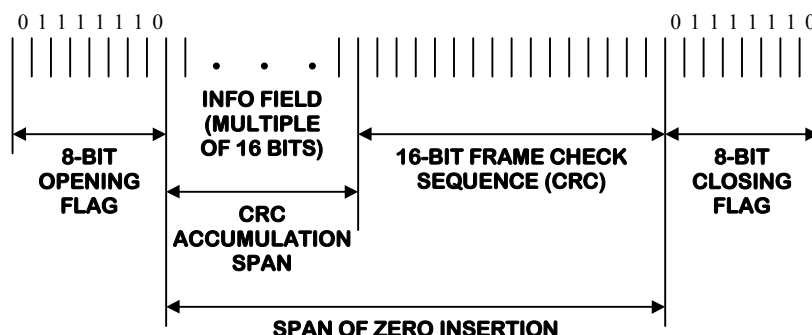 0 1 1 1 1 1 1 0
0 1 1 1 1 1 1 0
INFO FIELD
(MULTIPLE
OF 16 BITS)
8-BIT
OPENING
FLAG
16-BIT FRAME CHECK
SEQUENCE (CRC)
8-BIT
CLOSING
FLAG
CRC
ACCUMULATION
SPAN
SPAN OF ZERO INSERTION